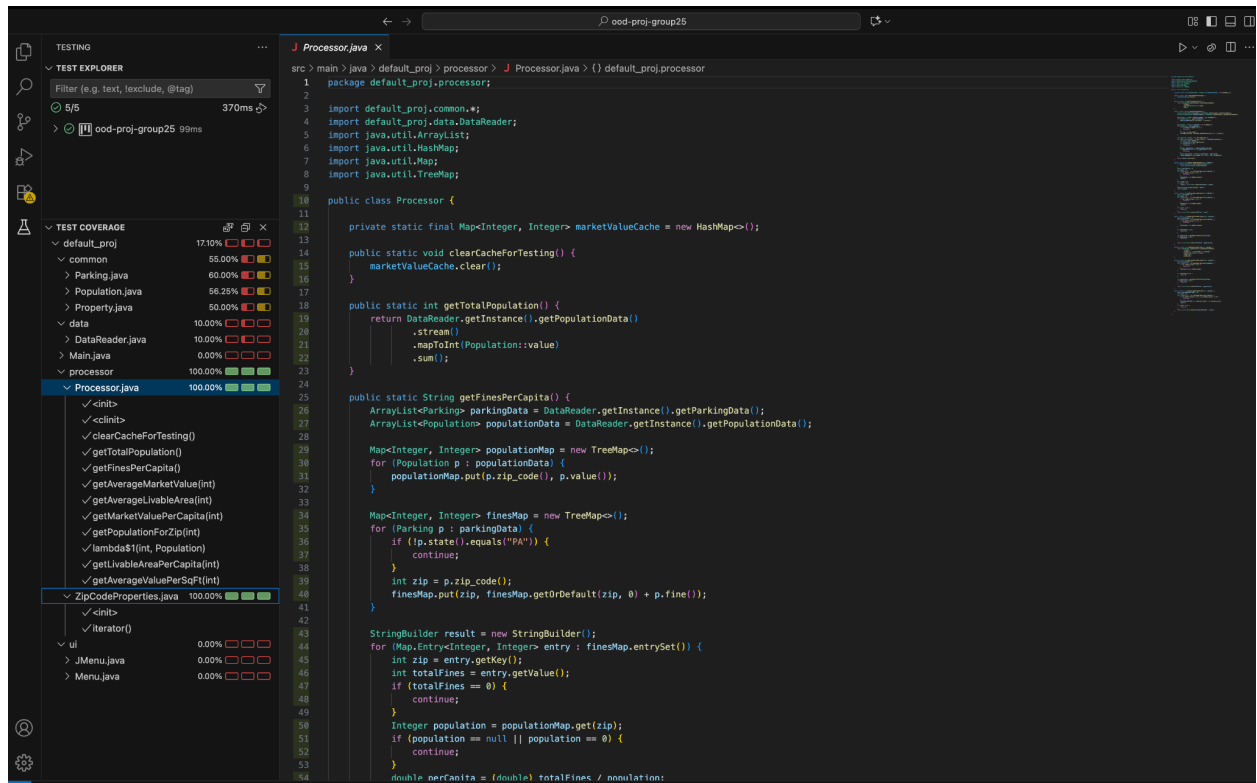 ood-proj-group25
TESTING
TEST EXPLORER
Filter (e.g. text, !exclude, @tag)
5/5
370ms
ood-proj-group25 99ms
TEST COVERAGE
default_proj 17.10%
common 55.00%
Parking.java 60.00%
Population.java 56.25%
Property.java 50.00%
data 10.00%
DataReader.java 10.00%
Main.java 0.00%
processor 100.00%
Processor.java 100.00%
<init>
<clinit>
clearCacheForTesting()
getTotalPopulation()
getFinesPerCapita()
getAverageMarketValue(int)
getAverageLivableArea(int)
getMarketValuePerCapita(int)
getPopulationForZip(int)
lambda$1(int, Population)
getLivableAreaPerCapita(int)
getAverageValuePerSqFt(int)
ZipCodeProperties.java 100.00%
<init>
iterator()
ui 0.00%
JMenu.java 0.00%
Menu.java 0.00%
J Processor.java ×
src > main > java > default_proj > processor > J Processor.java > {} default_proj.processor
1 package default_proj.processor;
2
3 import default_proj.common.*;
4 import default_proj.data.DataReader;
5 import java.util.ArrayList;
6 import java.util.HashMap;
7 import java.util.Map;
8 import java.util.TreeMap;
9
10 public class Processor {
11
12 private static final Map<Integer, Integer> marketValueCache = new HashMap<>();
13
14 public static void clearCacheForTesting() {
15 marketValueCache.clear();
16 }
17
18 public static int getTotalPopulation() {
19 return DataReader.getInstance().getPopulationData()
20 .stream()
21 .mapToInt(Population::value)
22 .sum();
23 }
24
25 public static String getFinesPerCapita() {
26 ArrayList<Parking> parkingData = DataReader.getInstance().getParkingData();
27 ArrayList<Population> populationData = DataReader.getInstance().getPopulationData();
28
29 Map<Integer, Integer> populationMap = new TreeMap<>();
30 for (Population p : populationData) {
31 populationMap.put(p.zip_code(), p.value());
32 }
33
34 Map<Integer, Integer> finesMap = new TreeMap<>();
35 for (Parking p : parkingData) {
36 if (!p.state().equals("PA")) {
37 continue;
38 }
39 int zip = p.zip_code();
40 finesMap.put(zip, finesMap.getOrDefault(zip, 0) + p.fine());
41 }
42
43 StringBuilder result = new StringBuilder();
44 for (Map.Entry<Integer, Integer> entry : finesMap.entrySet()) {
45 int zip = entry.getKey();
46 int totalFines = entry.getValue();
47 if (totalFines == 0) {
48 continue;
49 }
50 Integer population = populationMap.get(zip);
51 if (population == null || population == 0) {
52 continue;
53 }
54 double perCapita = (double) totalFines / population;